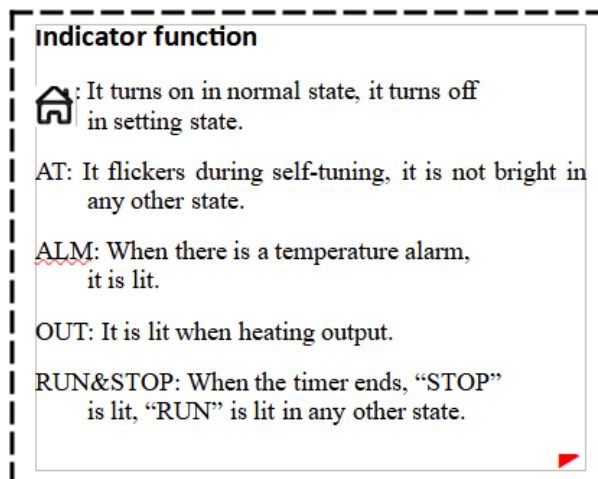 Indicator function
: It turns on in normal state, it turns off
in setting state.
AT: It flickers during self-tuning, it is not bright in
any other state.
ALM: When there is a temperature alarm,
it is lit.
OUT: It is lit when heating output.
RUN&STOP: When the timer ends, “STOP”
is lit, “RUN” is lit in any other state.